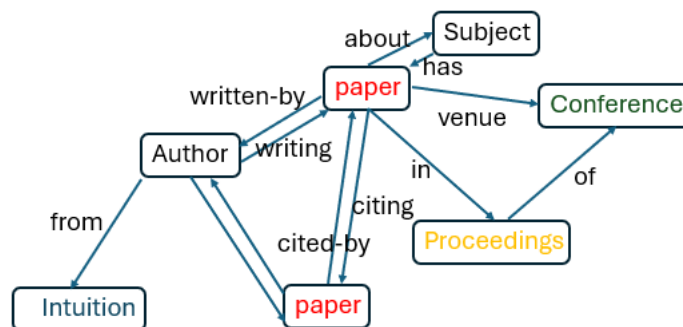 Subject
about
has
paper
written-by
Conference
venue
Author
writing
in
of
citing
from
cited-by
Proceedings
Intuition
paper